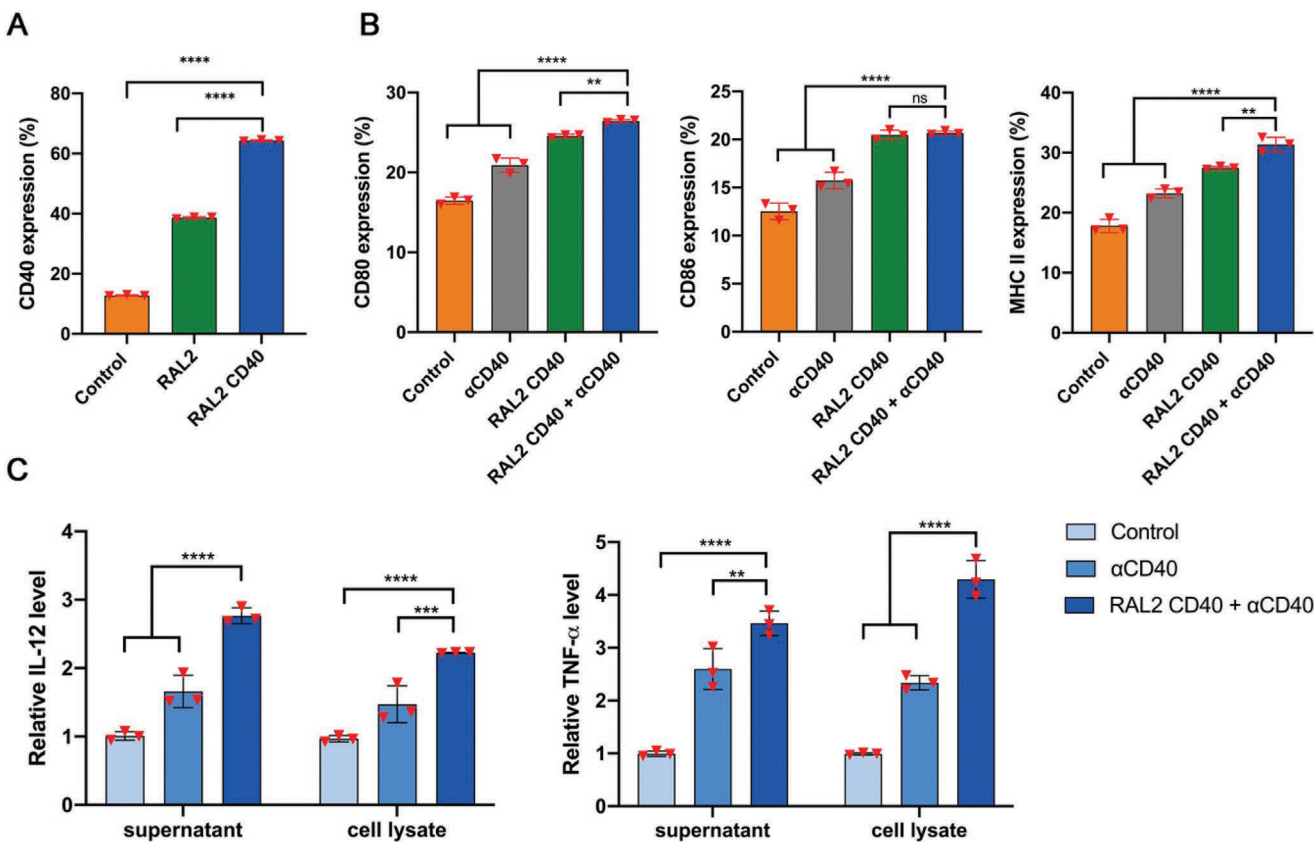 A
CD40 expression (%)
80
60
40
20
0
****
****
Control
RAL2
RAL2 CD40
B
CD80 expression (%)
30
20
10
0
****
**
Control
αCD40
RAL2 CD40
RAL2 CD40 + αCD40
CD86 expression (%)
25
20
15
10
5
0
****
ns
Control
αCD40
RAL2 CD40
RAL2 CD40 + αCD40
MHC II expression (%)
40
30
20
10
0
****
**
Control
αCD40
RAL2 CD40
RAL2 CD40 + αCD40
C
Relative IL-12 level
4
3
2
1
0
****
****
***
supernatant
cell lysate
Relative TNF-α level
5
4
3
2
1
0
****
**
****
supernatant
cell lysate
Control
αCD40
RAL2 CD40 + αCD40